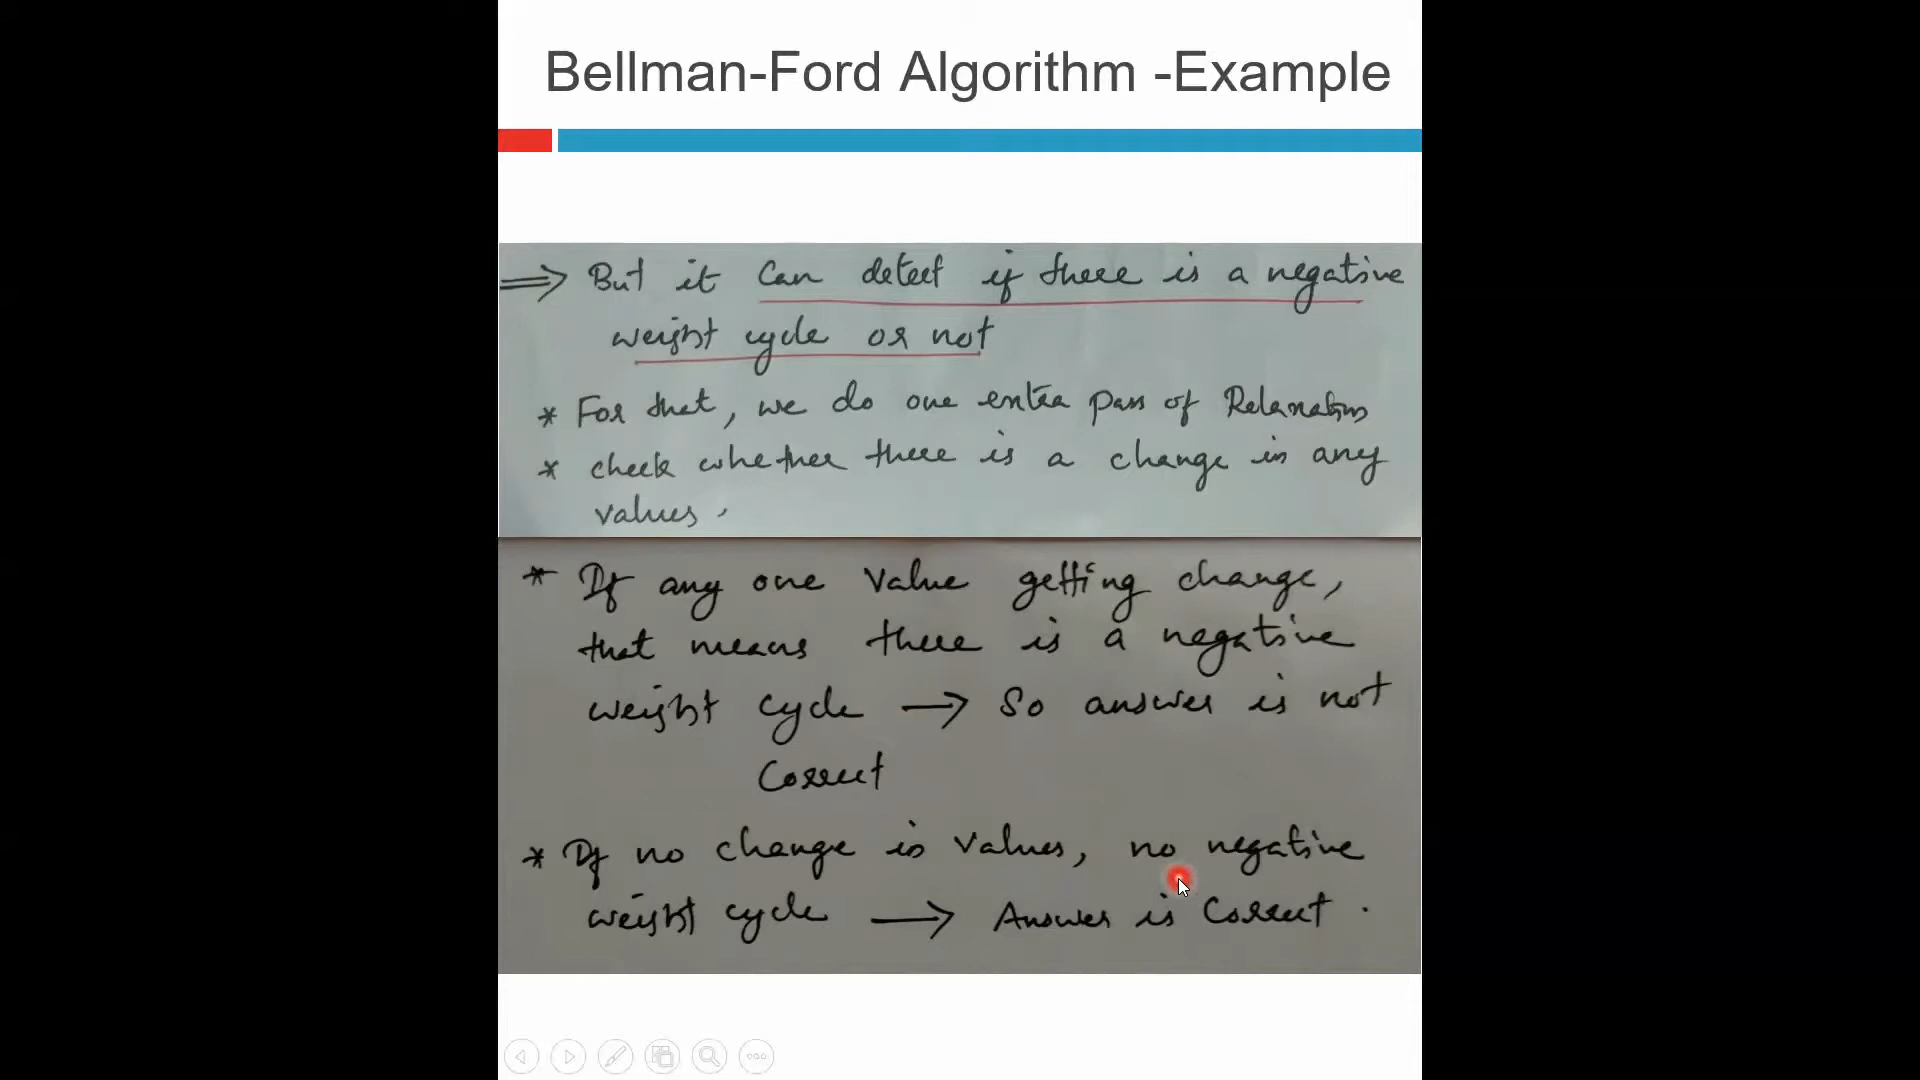 Bellman-Ford Algorithm -Example
⇒ But it can detect if there is a negative
weight cycle or not
* For that, we do one extra pass of Relaxation
* check whether there is a change in any
values.
* If any one value getting change,
that means there is a negative
weight cycle → So answer is not
Correct
* If no change in values, no negative
weight cycle → Answer is Correct.